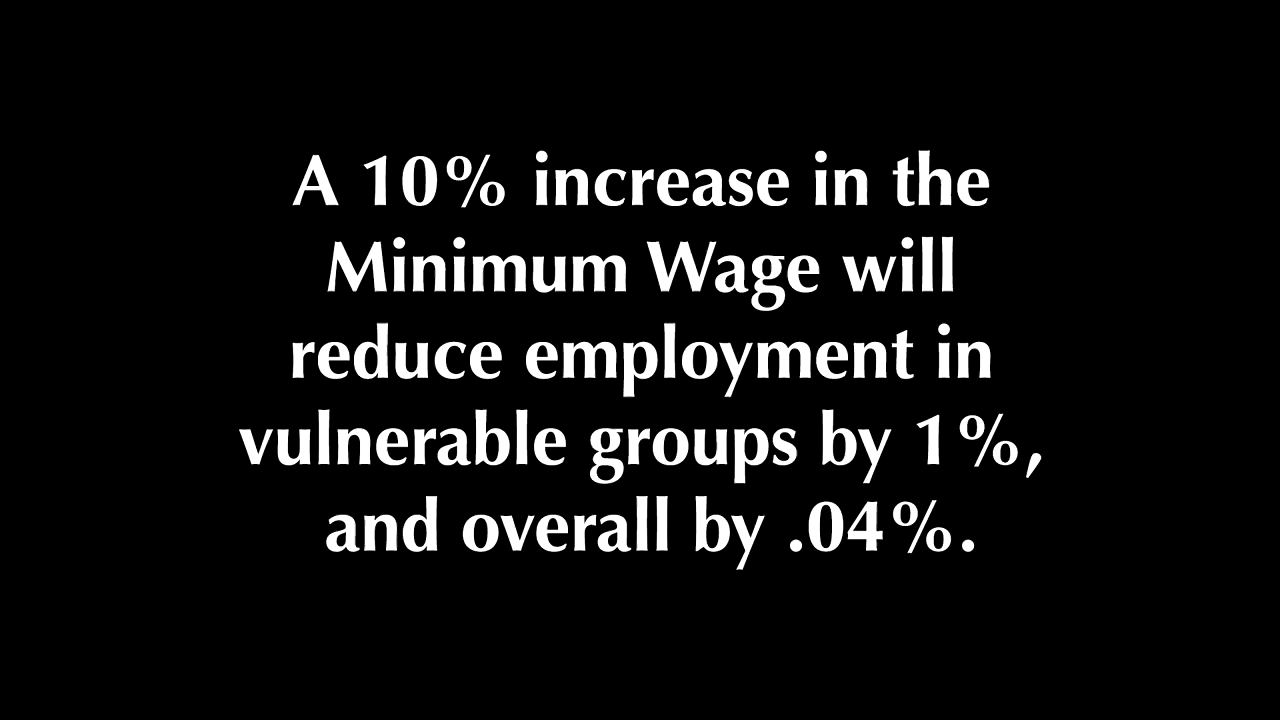 A 10% increase in the
Minimum Wage will
reduce employment in
vulnerable groups by 1%,
and overall by .04%.